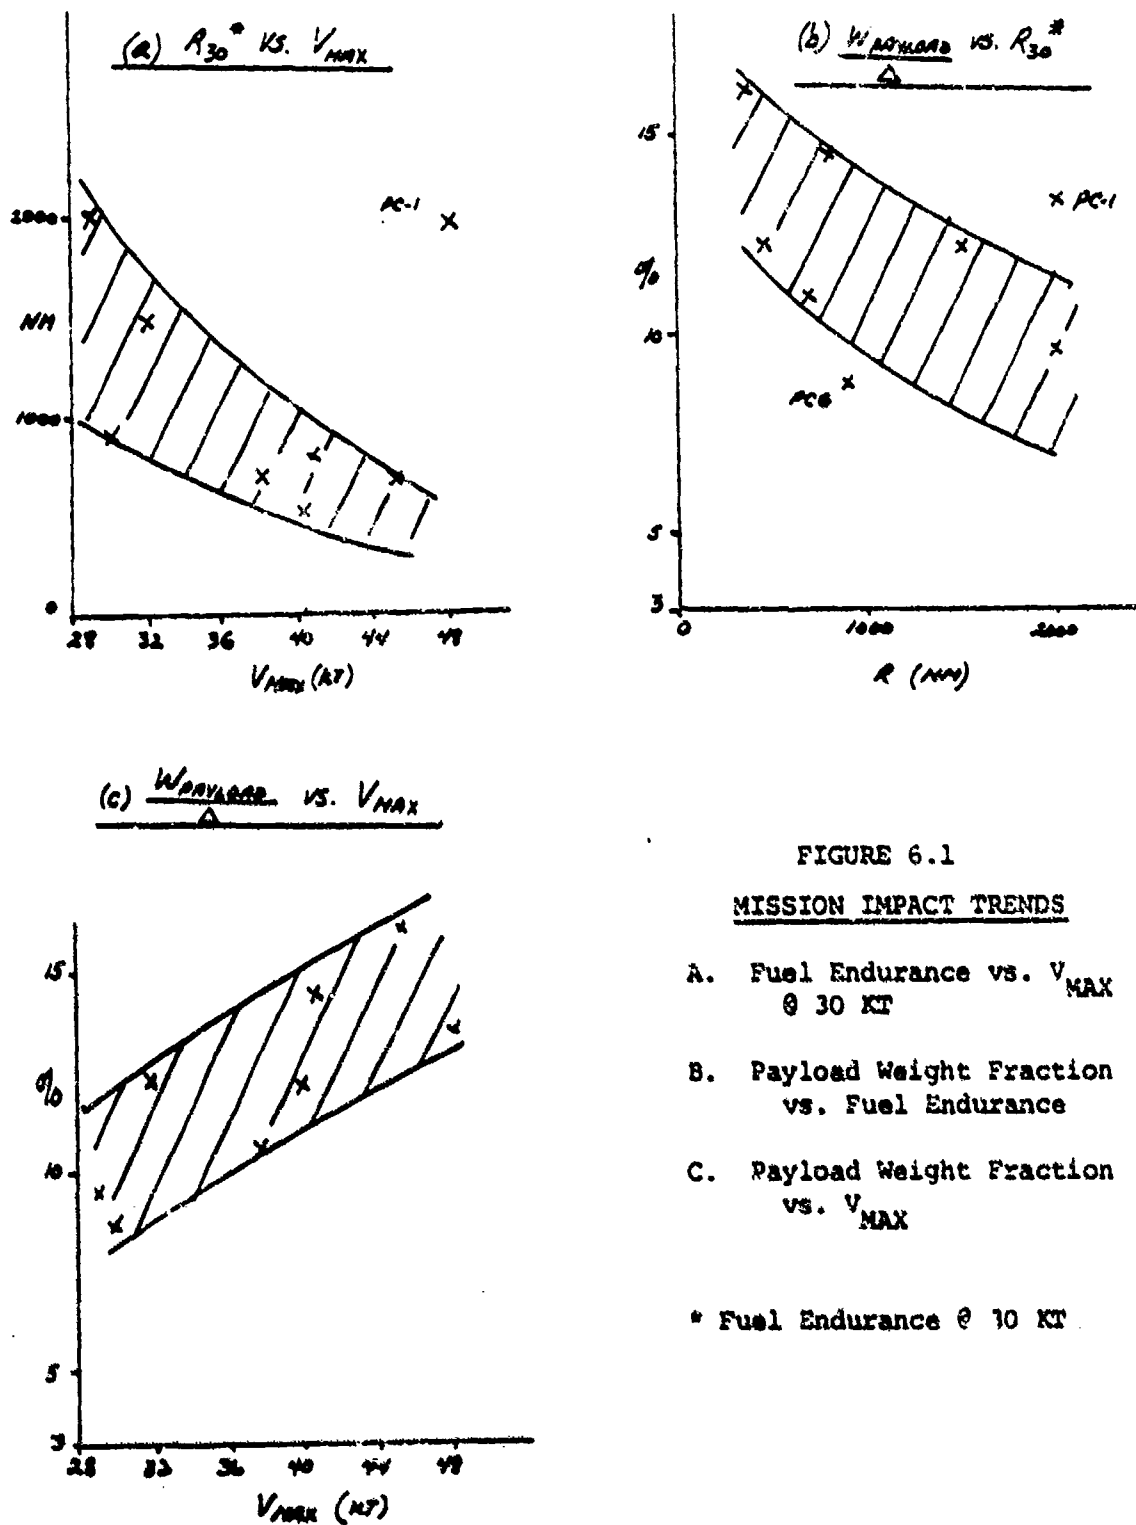 (a) R30* VS. VMAX
2000
PC-1
NM
1000
0
28 32 36 40 44 48
VMAX (KT)
(b) WPAYLOAD vs. R30*
Δ
15
PC-1
%
10
PC6
5
3
0 1000 2000
R (NM)
(c) WPAYLOAD VS. VMAX
Δ
15
%
10
5
3
28 32 36 40 44 48
VMAX (KT)
FIGURE 6.1
MISSION IMPACT TRENDS
A. Fuel Endurance vs. VMAX
@ 30 KT
B. Payload Weight Fraction
vs. Fuel Endurance
C. Payload Weight Fraction
vs. VMAX
* Fuel Endurance @ 30 KT